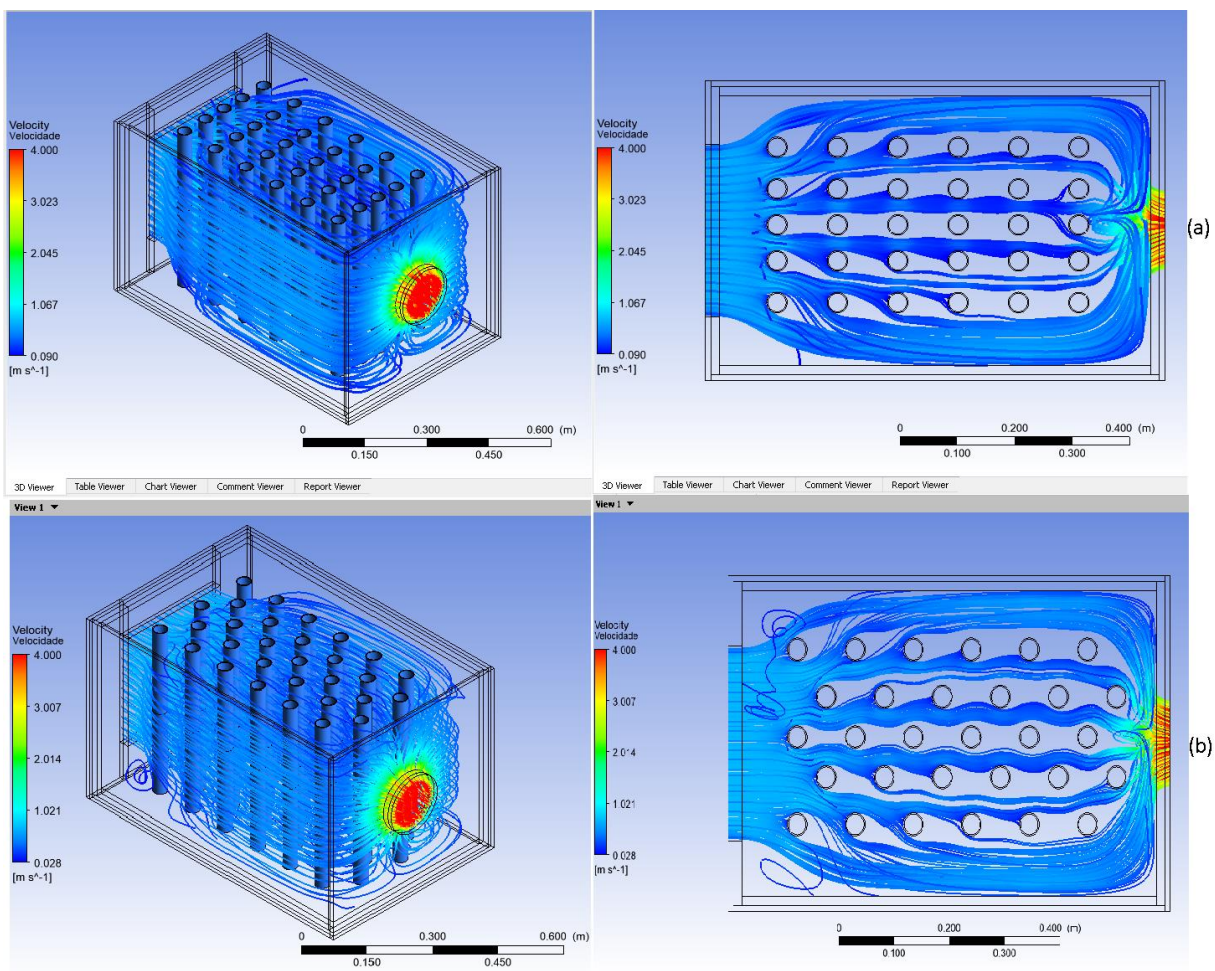 Velocity
Velocidade
4.000
3.023
2.045
1.067
0.090
[m s^-1]
0 0.300 0.600 (m)
0.150 0.450
3D Viewer Table Viewer Chart Viewer Comment Viewer Report Viewer
Velocity
Velocidade
4.000
3.023
2.045
1.067
0.090
[m s^-1]
0 0.200 0.400 (m)
0.100 0.300
(a)
3D Viewer Table Viewer Chart Viewer Comment Viewer Report Viewer
View 1
Velocity
Velocidade
4.000
3.007
2.014
1.021
0.028
[m s^-1]
0 0.300 0.600 (m)
0.150 0.450
View 1
Velocity
Velocidade
4.000
3.007
2.014
1.021
0.028
[m s^-1]
0 0.200 0.400 (m)
0.100 0.300
(b)